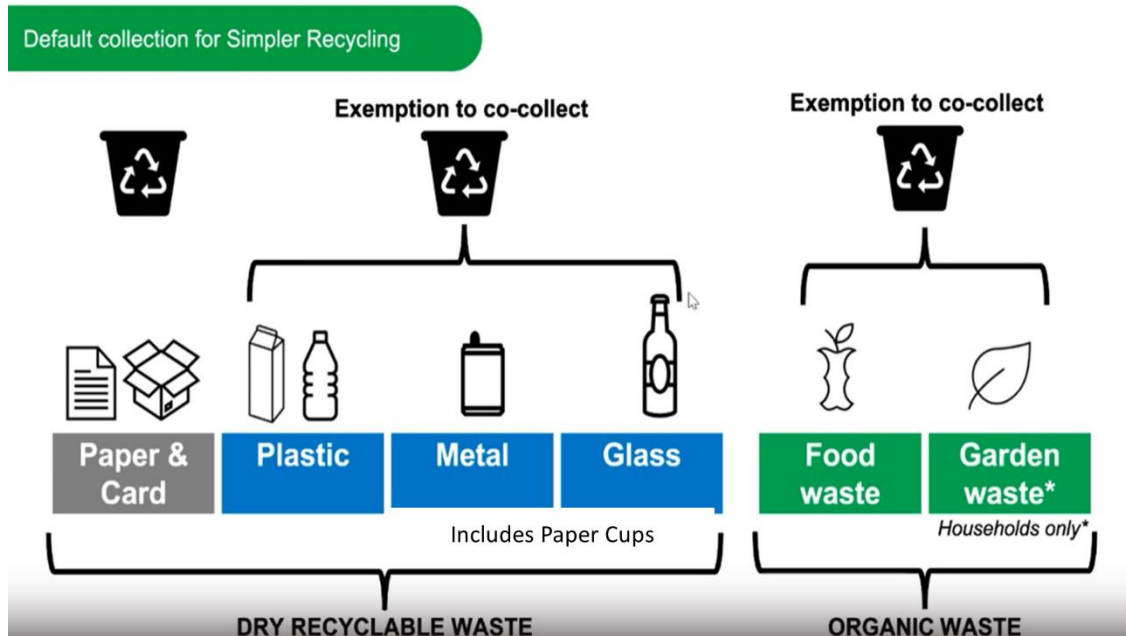 Default collection for Simpler Recycling
Exemption to co-collect
Exemption to co-collect
Paper &
Card
Plastic
Metal
Glass
Food
waste
Garden
waste*
Includes Paper Cups
Households only*
DRY RECYCLABLE WASTE
ORGANIC WASTE